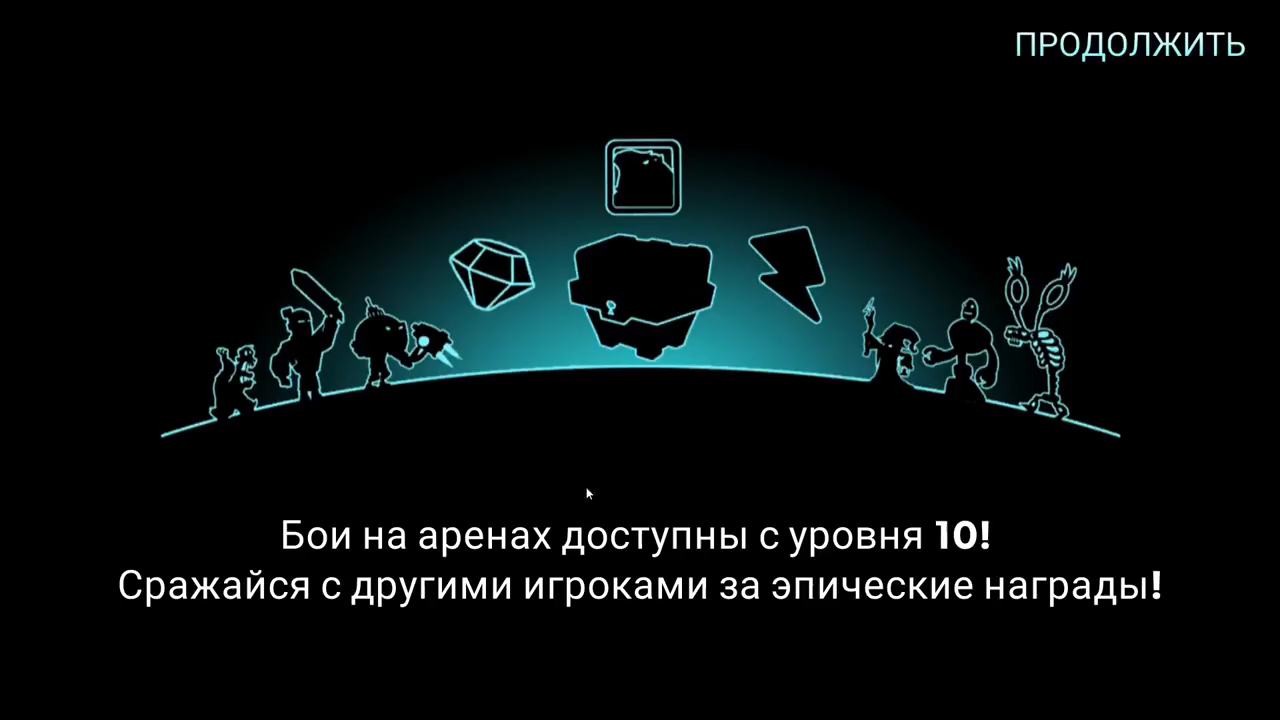 ПРОДОЛЖИТЬ
Бои на аренах доступны с уровня 10!
Сражайся с другими игроками за эпические награды!